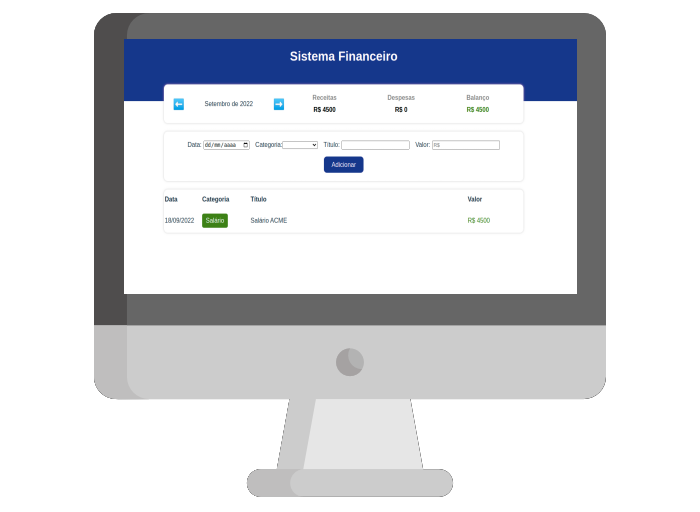 Sistema Financeiro
Setembro de 2022
Receitas
R$ 4500
Despesas
R$ 0
Balanço
R$ 4500
Data: dd/mm/aaaa Categoria: Título: Valor: R$
Adicionar
Data Categoria Título Valor
18/09/2022 Salário Salário ACME R$ 4500